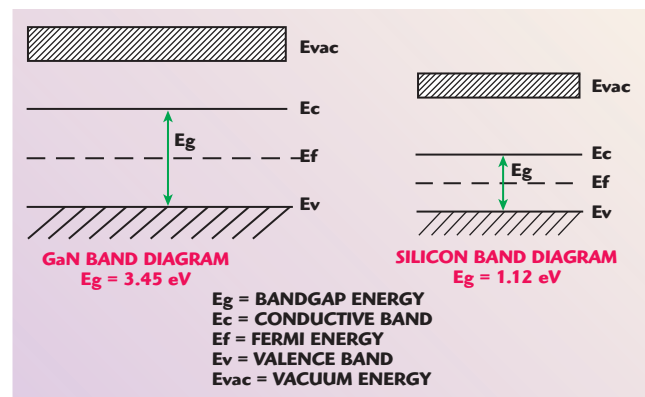 Evac
Ec
Eg
Ef
Ev
GaN BAND DIAGRAM
Eg = 3.45 eV
Evac
Ec
Eg
Ef
Ev
SILICON BAND DIAGRAM
Eg = 1.12 eV
Eg = BANDGAP ENERGY
Ec = CONDUCTIVE BAND
Ef = FERMI ENERGY
Ev = VALENCE BAND
Evac = VACUUM ENERGY